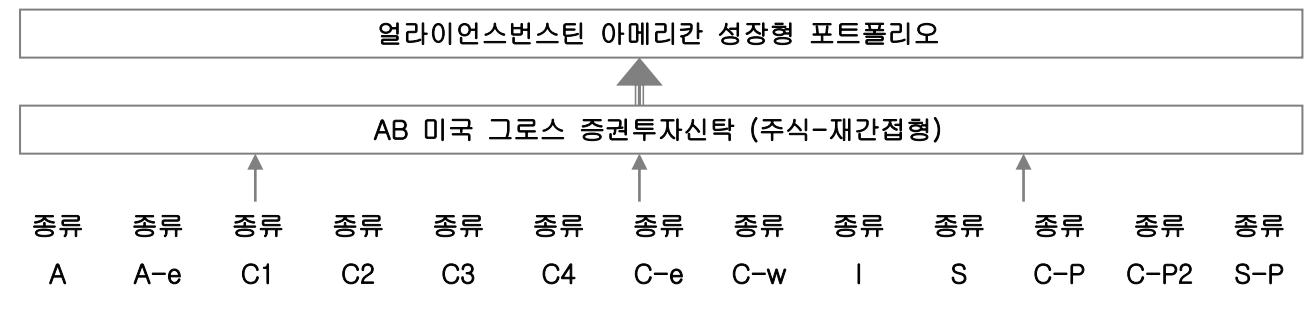 얼라이언스번스틴 아메리칸 성장형 포트폴리오
AB 미국 그로스 증권투자신탁 (주식-재간접형)
종류 종류 종류 종류 종류 종류 종류 종류 종류 종류 종류 종류 종류
A A-e C1 C2 C3 C4 C-e C-w I S C-P C-P2 S-P